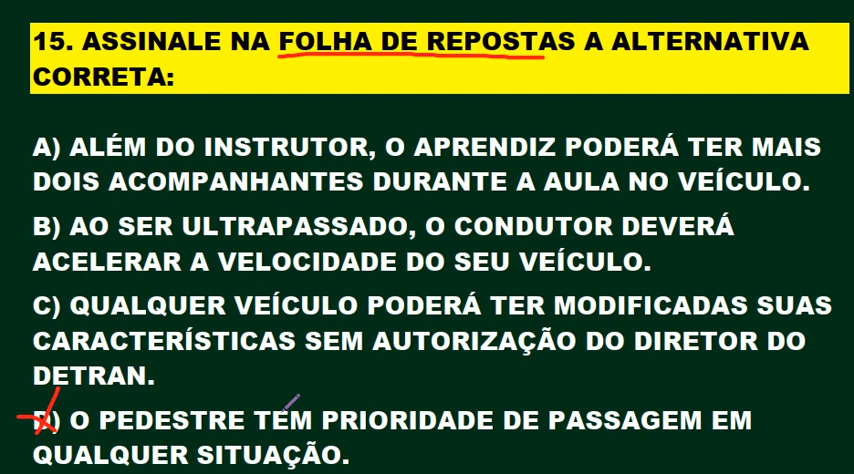 15. ASSINALE NA FOLHA DE REPOSTAS A ALTERNATIVA
CORRETA:
A) ALÉM DO INSTRUTOR, O APRENDIZ PODERÁ TER MAIS
DOIS ACOMPANHANTES DURANTE A AULA NO VEÍCULO.
B) AO SER ULTRAPASSADO, O CONDUTOR DEVERÁ
ACELERAR A VELOCIDADE DO SEU VEÍCULO.
C) QUALQUER VEÍCULO PODERÁ TER MODIFICADAS SUAS
CARACTERÍSTICAS SEM AUTORIZAÇÃO DO DIRETOR DO
DETRAN.
D) O PEDESTRE TEM PRIORIDADE DE PASSAGEM EM
QUALQUER SITUAÇÃO.